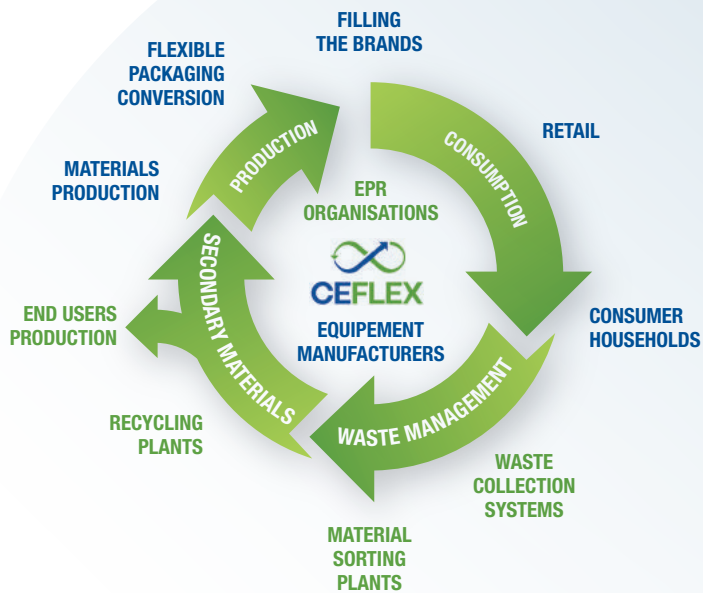 FILLING
THE BRANDS
FLEXIBLE
PACKAGING
CONVERSION
RETAIL
PRODUCTION
CONSUMPTION
MATERIALS
PRODUCTION
EPR
ORGANISATIONS
CEFLEX
EQUIPEMENT
MANUFACTURERS
SECONDARY MATERIALS
END USERS
PRODUCTION
CONSUMER
HOUSEHOLDS
WASTE MANAGEMENT
RECYCLING
PLANTS
WASTE
COLLECTION
SYSTEMS
MATERIAL
SORTING
PLANTS